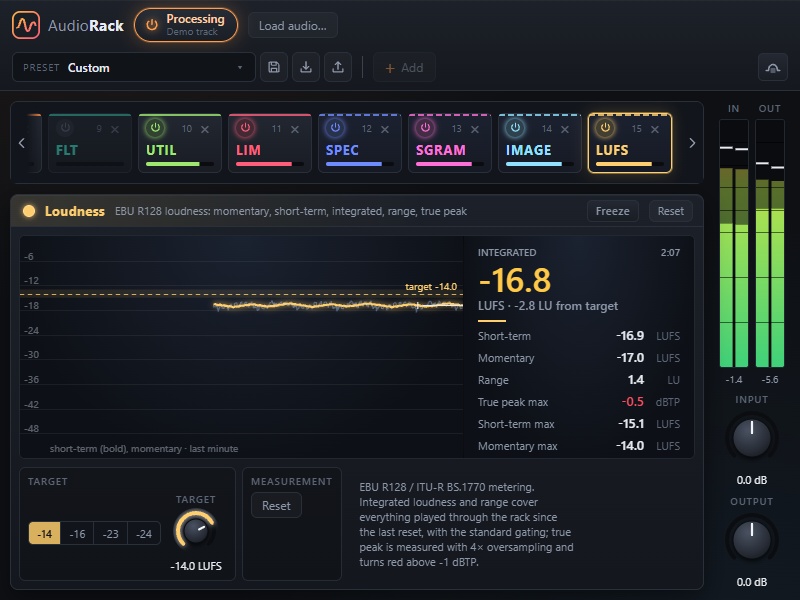 AudioRack
Processing
Demo track
Load audio...
PRESET Custom
+ Add
IN OUT
9 ×
FLT
10 ×
UTIL
11 ×
LIM
12 ×
SPEC
13 ×
SGRAM
14 ×
IMAGE
15 ×
LUFS
Loudness EBU R128 loudness: momentary, short-term, integrated, range, true peak
Freeze Reset
-6
-12
-18
-24
-30
-36
-42
-48
target -14.0
short-term (bold), momentary · last minute
INTEGRATED 2:07
-16.8
LUFS · -2.8 LU from target
Short-term -16.9 LUFS
Momentary -17.0 LUFS
Range 1.4 LU
True peak max -0.5 dBTP
Short-term max -15.1 LUFS
Momentary max -14.0 LUFS
-1.4 -5.6
INPUT
0.0 dB
OUTPUT
0.0 dB
TARGET
-14 -16 -23 -24
TARGET
-14.0 LUFS
MEASUREMENT
Reset
EBU R128 / ITU-R BS.1770 metering.
Integrated loudness and range cover
everything played through the rack since
the last reset, with the standard gating; true
peak is measured with 4× oversampling and
turns red above -1 dBTP.